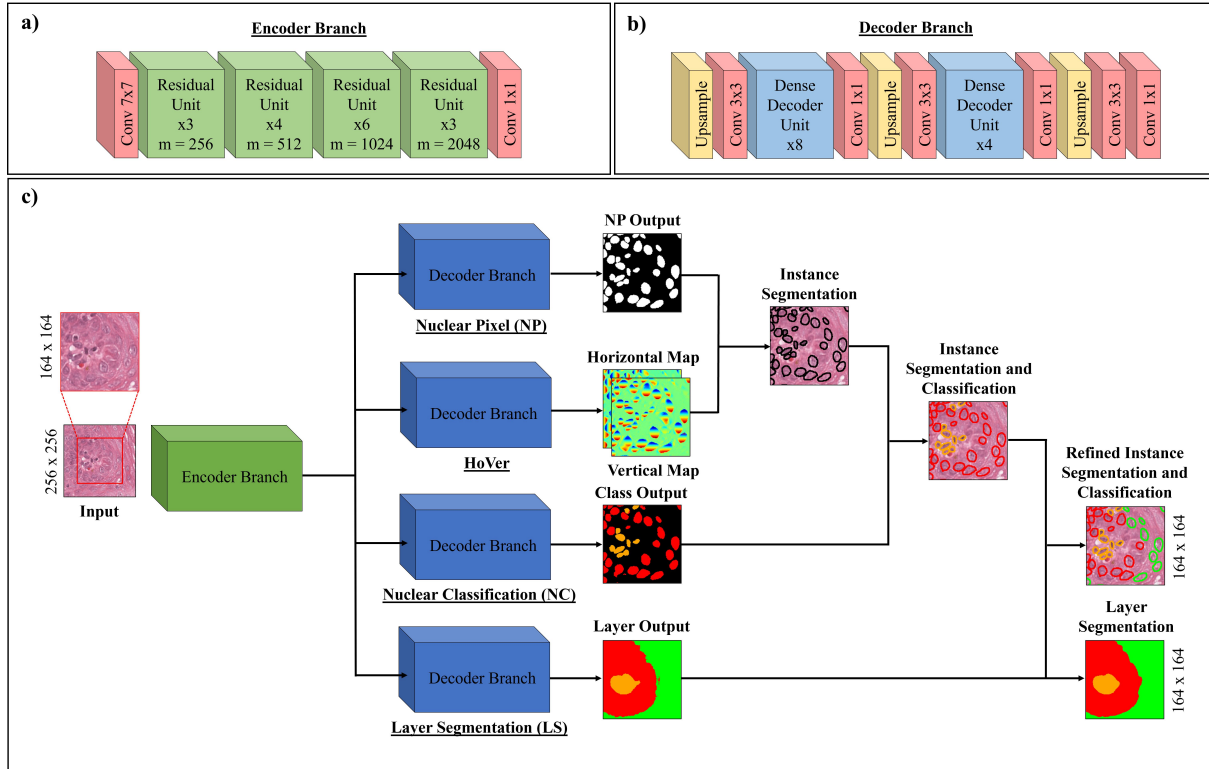 a)
Encoder Branch
Conv 7x7
Residual
Unit
x3
m = 256
Residual
Unit
x4
m = 512
Residual
Unit
x6
m = 1024
Residual
Unit
x3
m = 2048
Conv 1x1
b)
Decoder Branch
Upsample
Conv 3x3
Dense
Decoder
Unit
x8
Conv 1x1
Upsample
Conv 3x3
Dense
Decoder
Unit
x4
Conv 1x1
Upsample
Conv 3x3
Conv 1x1
c)
164 x 164
256 x 256
Input
Encoder Branch
Decoder Branch
Nuclear Pixel (NP)
NP Output
Decoder Branch
HoVer
Horizontal Map
Vertical Map
Decoder Branch
Nuclear Classification (NC)
Class Output
Decoder Branch
Layer Segmentation (LS)
Layer Output
Instance
Segmentation
Instance
Segmentation and
Classification
Refined Instance
Segmentation and
Classification
164 x 164
Layer
Segmentation
164 x 164